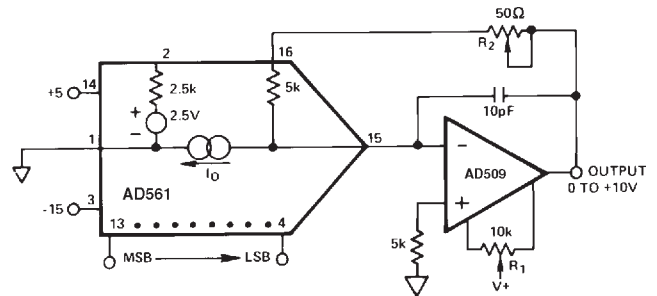 50Ω
R2
2
16
14
+5
2.5k
5k
+
2.5V
−
10pF
1
15
IO
−
AD509
OUTPUT
0 TO +10V
AD561
+
-15
3
13
4
5k
10k
MSB
LSB
R1
V+